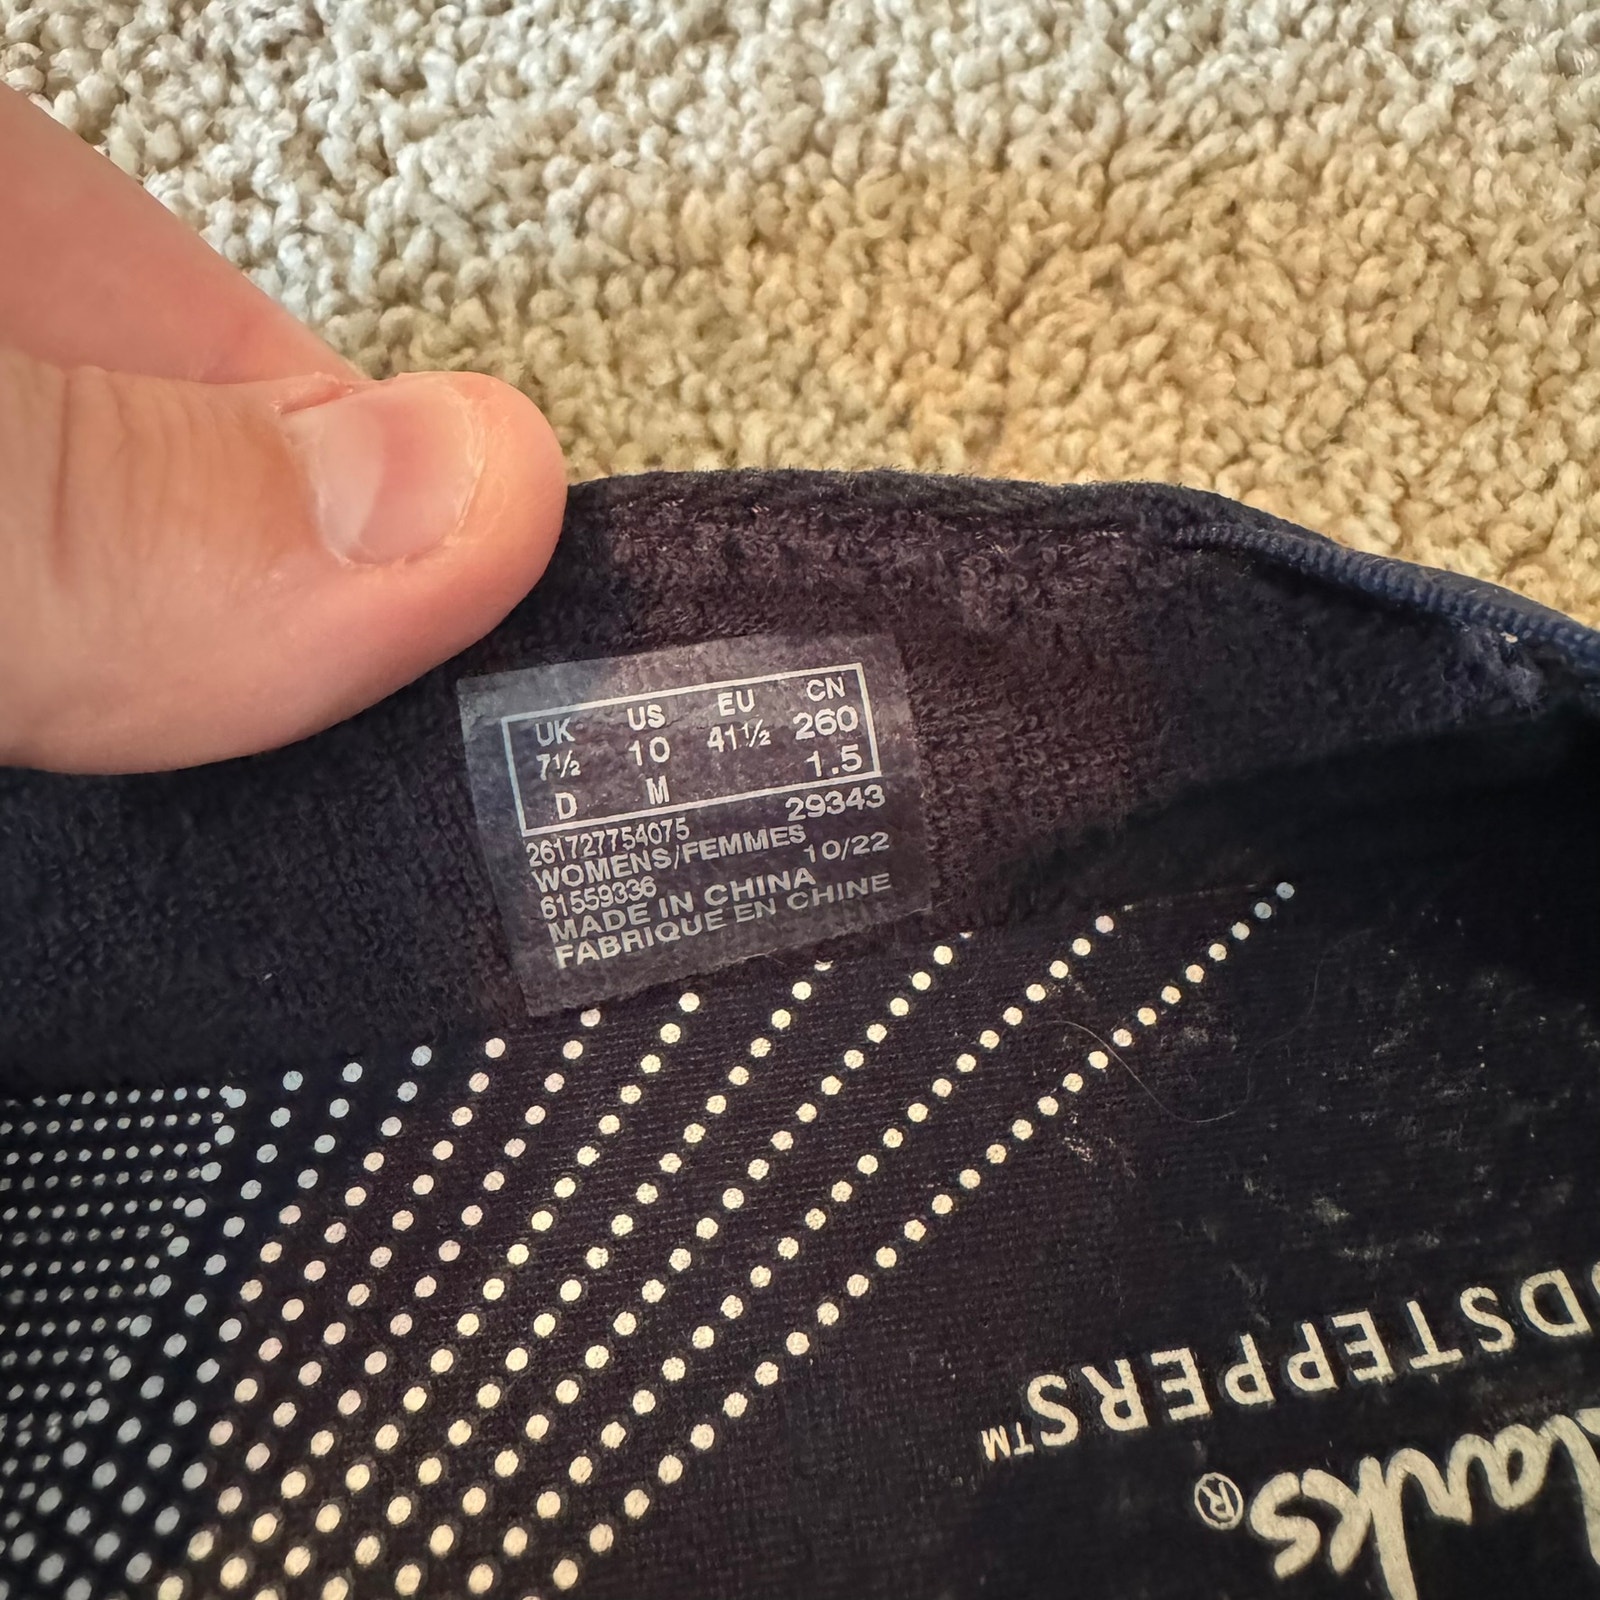 UK US EU CN
7½ 10 41½ 260
D M 1.5
261727754075 29343
WOMENS/FEMMES
61559336 10/22
MADE IN CHINA
FABRIQUE EN CHINE
Clarks®
DSTEPPERS™